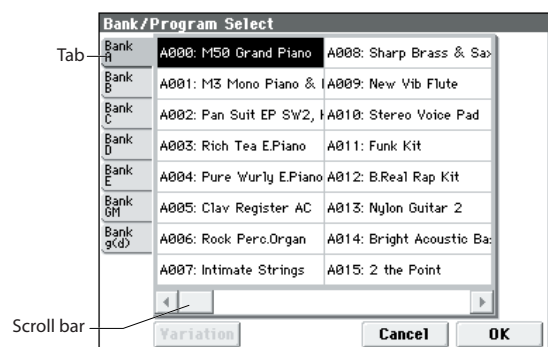 Bank/Program Select
Tab
Bank
A
Bank
B
Bank
C
Bank
D
Bank
E
Bank
GM
Bank
g(d)
A000: M50 Grand Piano
A001: M3 Mono Piano &
A002: Pan Suit EP SW2,
A003: Rich Tea E.Piano
A004: Pure Wurly E.Piano
A005: Clav Register AC
A006: Rock Perc.Organ
A007: Intimate Strings
A008: Sharp Brass & Sax
A009: New Vib Flute
A010: Stereo Voice Pad
A011: Funk Kit
A012: B.Real Rap Kit
A013: Nylon Guitar 2
A014: Bright Acoustic Ba
A015: 2 the Point
Scroll bar
Variation
Cancel
OK